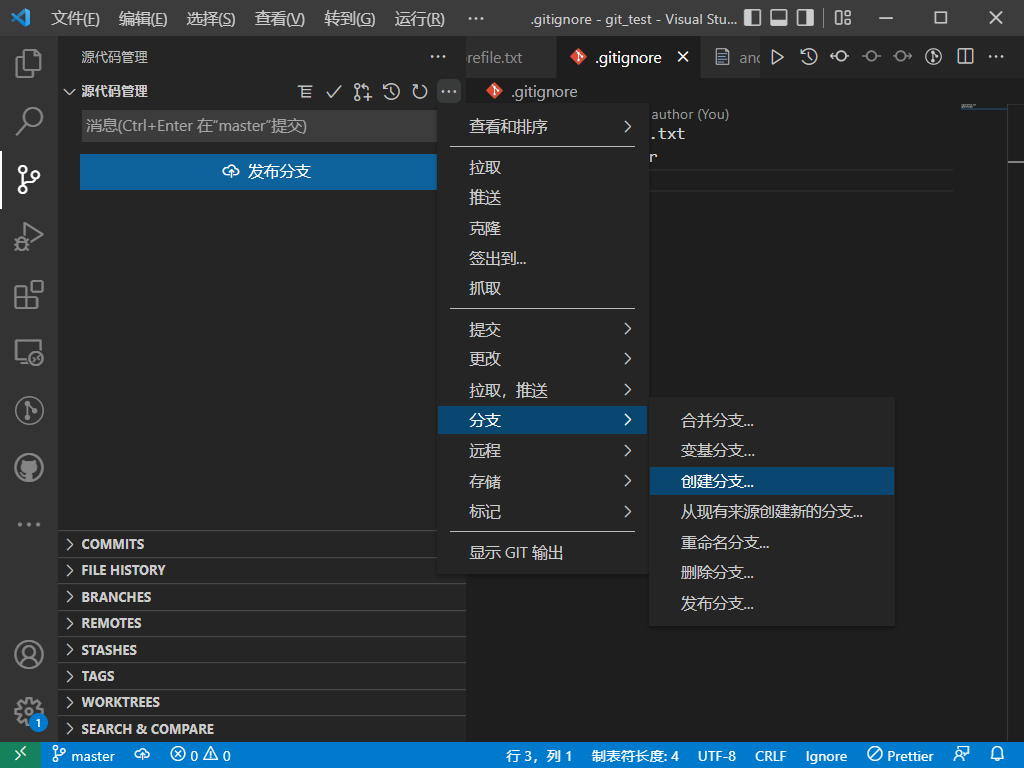 文件(F) 编辑(E) 选择(S) 查看(V) 转到(G) 运行(R) ··· .gitignore - git_test - Visual Stu...
源代码管理 ···
refile.txt .gitignore
源代码管理 ···
.gitignore
消息(Ctrl+Enter 在"master"提交)
发布分支
author (You)
.txt
r
查看和排序
拉取
推送
克隆
签出到...
抓取
提交
更改
拉取，推送
分支
远程
存储
标记
显示 GIT 输出
合并分支...
变基分支...
创建分支...
从现有来源创建新的分支...
重命名分支...
删除分支...
发布分支...
COMMITS
FILE HISTORY
BRANCHES
REMOTES
STASHES
TAGS
WORKTREES
SEARCH & COMPARE
1
master 0 0 行 3，列 1 制表符长度: 4 UTF-8 CRLF Ignore Prettier